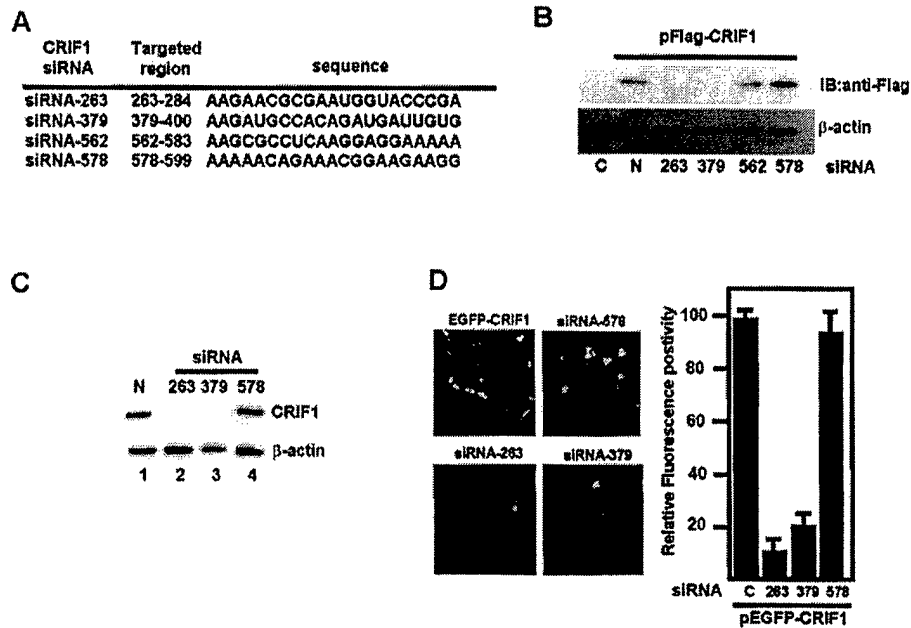 A
CRIF1 Targeted
siRNA region sequence
siRNA-263 263-284 AAGAACGCGAAUGGUACCCGA
siRNA-379 379-400 AAGAUGCCACAGAUGAUUGUG
siRNA-562 562-583 AAGCGCCUCAAGGAGGAAAAA
siRNA-578 578-599 AAAAACAGAAACGGAAGAAGG
B
pFlag-CRIF1
IB:anti-Flag
β-actin
C N 263 379 562 578 siRNA
C
siRNA
N 263 379 578
CRIF1
β-actin
1 2 3 4
D
EGFP-CRIF1 siRNA-578
siRNA-263 siRNA-379
Relative Fluorescence postivity
100
80
60
40
20
siRNA C 263 379 578
pEGFP-CRIF1